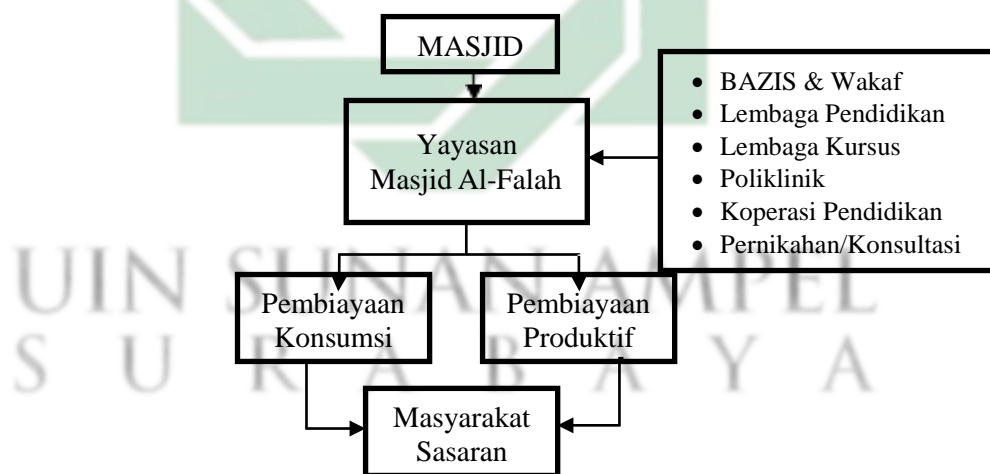 MASJID
Yayasan
Masjid Al-Falah
• BAZIS & Wakaf
• Lembaga Pendidikan
• Lembaga Kursus
• Poliklinik
• Koperasi Pendidikan
• Pernikahan/Konsultasi
UIN SUNAN AMPEL
SURABAYA
Pembiayaan
Konsumsi
Pembiayaan
Produktif
Masyarakat
Sasaran